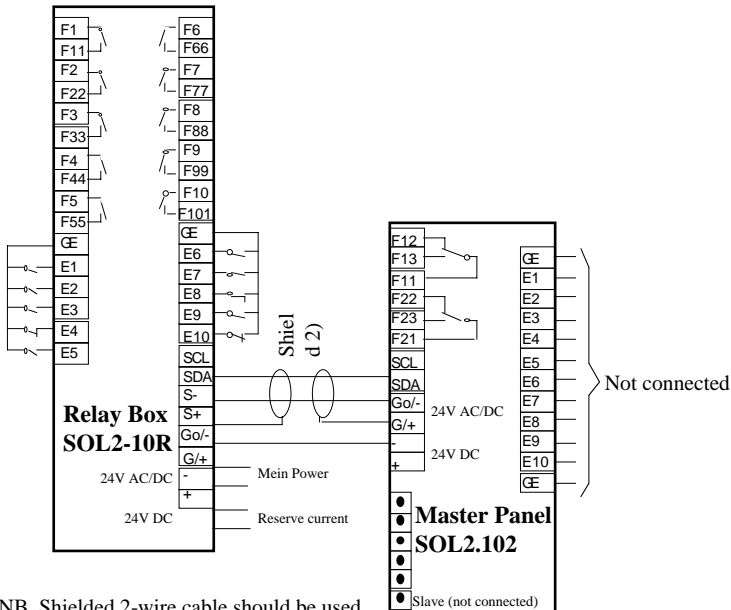 F1
F11
F2
F22
F3
F33
F4
F44
F5
F55
GE
E1
E2
E3
E4
E5
F6
F66
F7
F77
F8
F88
F9
F99
F10
F101
GE
E6
E7
E8
E9
E10
SCL
SDA
S-
S+
Go/-
G/+
-
+
Relay Box
SOL2-10R
24V AC/DC
24V DC
Mein Power
Reserve current
Shiel
d 2)
F12
F13
F11
F22
F23
F21
SCL
SDA
Go/-
G/+
-
+
24V AC/DC
24V DC
GE
E1
E2
E3
E4
E5
E6
E7
E8
E9
E10
GE
Not connected
Master Panel
SOL2.102
Slave (not connected)
NB. Shielded 2-wire cable should be used